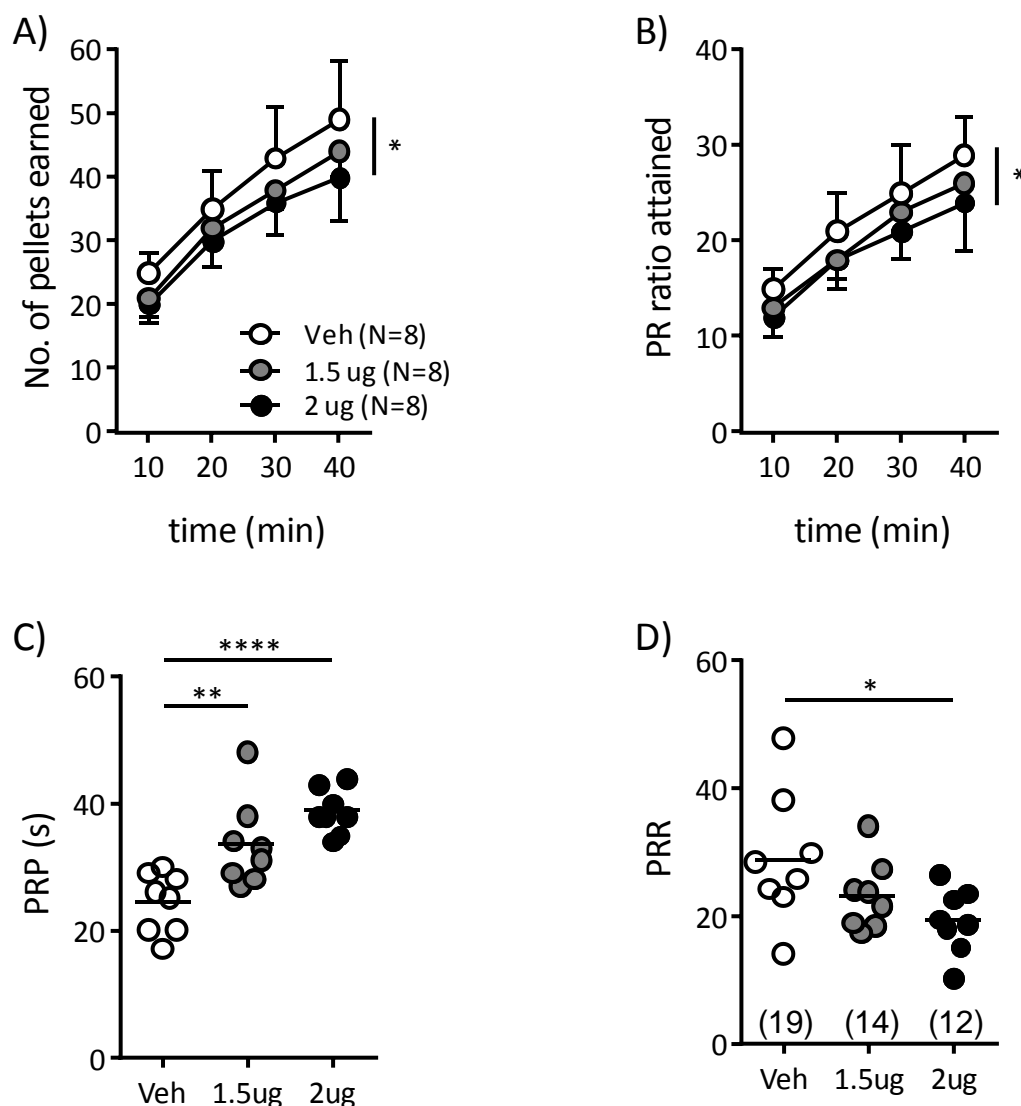 A)
No. of pellets earned
60
50
40
30
20
10
0
*
Veh (N=8)
1.5 ug (N=8)
2 ug (N=8)
10 20 30 40
time (min)
B)
PR ratio attained
40
30
20
10
0
*
10 20 30 40
time (min)
C)
PRP (s)
60
40
20
0
****
**
Veh 1.5ug 2ug
D)
PRR
60
40
20
0
*
(19) (14) (12)
Veh 1.5ug 2ug